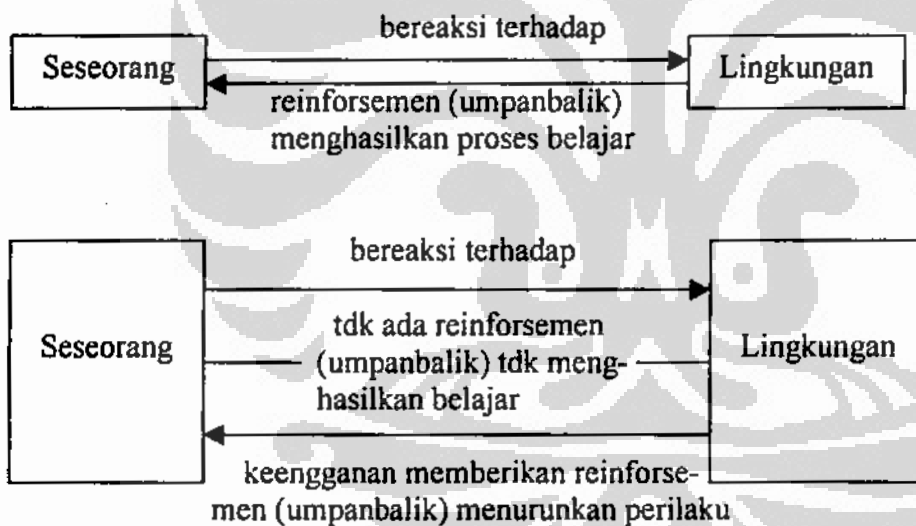 bereaksi terhadap
Seseorang
Lingkungan
reinforsemen (umpanbalik)
menghasilkan proses belajar
bereaksi terhadap
Seseorang
tdk ada reinforsemen
(umpanbalik) tdk meng-
hasilkan belajar
Lingkungan
keengganan memberikan reinforse-
men (umpanbalik) menurunkan perilaku